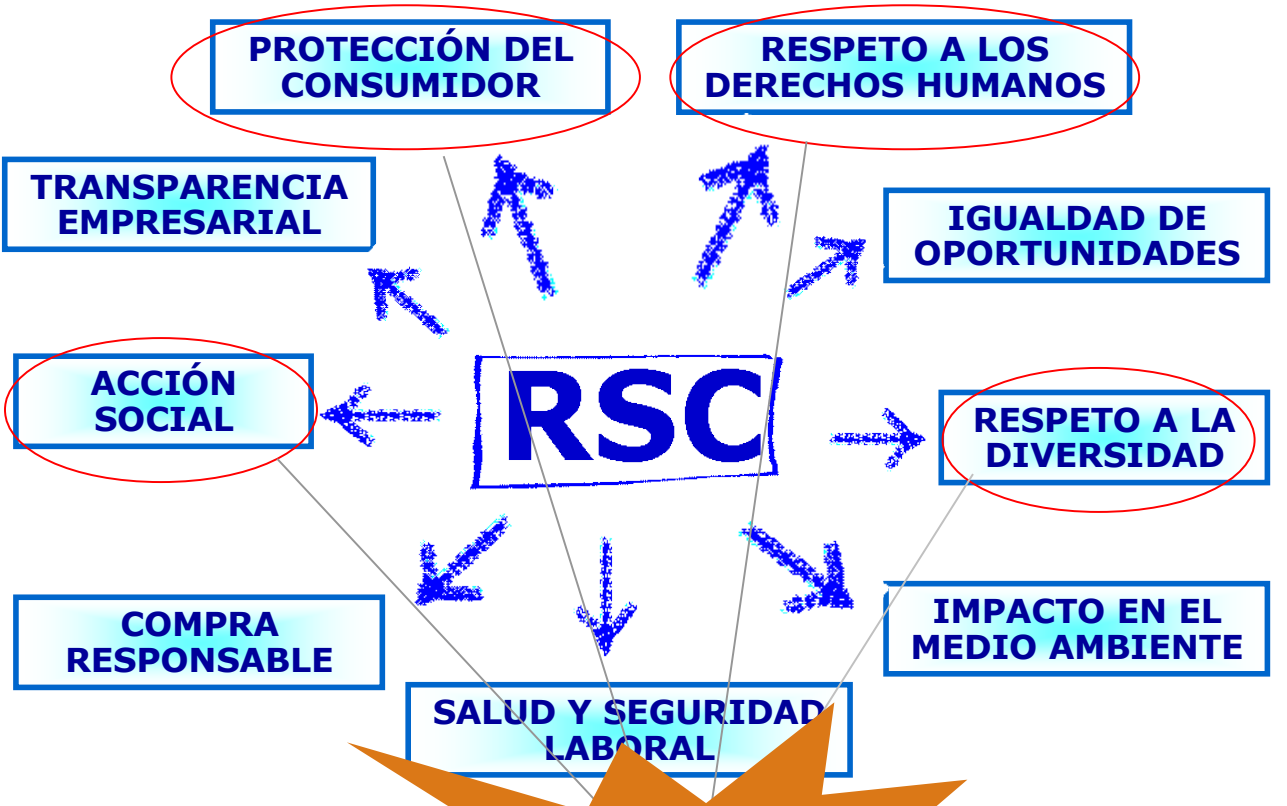 PROTECCIÓN DEL
CONSUMIDOR
RESPETO A LOS
DERECHOS HUMANOS
TRANSPARENCIA
EMPRESARIAL
IGUALDAD DE
OPORTUNIDADES
ACCIÓN
SOCIAL
RSC
RESPETO A LA
DIVERSIDAD
COMPRA
RESPONSABLE
IMPACTO EN EL
MEDIO AMBIENTE
SALUD Y SEGURIDAD
LABORAL